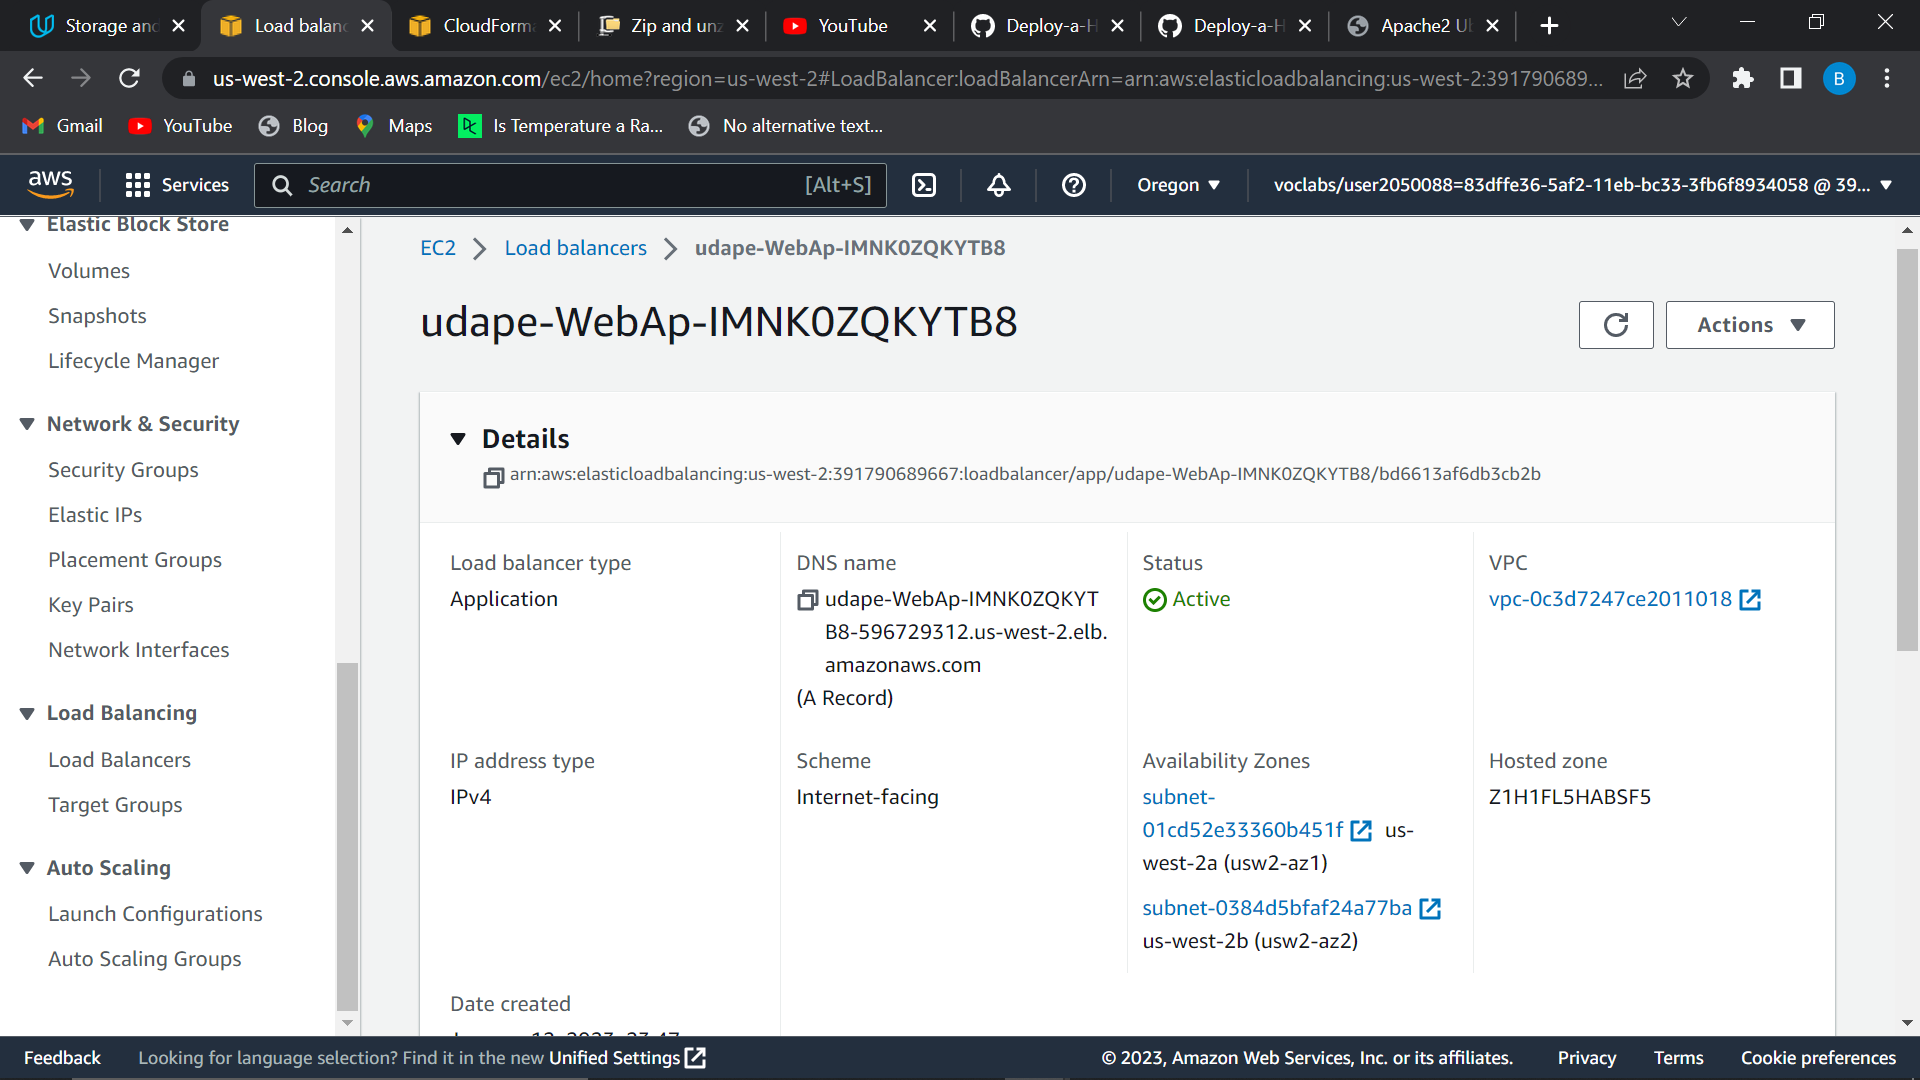 Storage and
Load balanc
CloudForm
Zip and unz
YouTube
Deploy-a-H
Deploy-a-H
Apache2 Ub
us-west-2.console.aws.amazon.com/ec2/home?region=us-west-2#LoadBalancer:loadBalancerArn=arn:aws:elasticloadbalancing:us-west-2:391790689...
B
Gmail
YouTube
Blog
Maps
Is Temperature a Ra...
No alternative text...
aws
Services
Search
[Alt+S]
Oregon
voclabs/user2050088=83dffe36-5af2-11eb-bc33-3fb6f8934058 @ 39...
Elastic Block Store
Volumes
Snapshots
Lifecycle Manager
Network & Security
Security Groups
Elastic IPs
Placement Groups
Key Pairs
Network Interfaces
Load Balancing
Load Balancers
Target Groups
Auto Scaling
Launch Configurations
Auto Scaling Groups
EC2
Load balancers
udape-WebAp-IMNK0ZQKYTB8
udape-WebAp-IMNK0ZQKYTB8
Actions
Details
arn:aws:elasticloadbalancing:us-west-2:391790689667:loadbalancer/app/udape-WebAp-IMNK0ZQKYTB8/bd6613af6db3cb2b
Load balancer type
Application
DNS name
udape-WebAp-IMNK0ZQKYT
B8-596729312.us-west-2.elb.
amazonaws.com
(A Record)
Status
Active
VPC
vpc-0c3d7247ce2011018
IP address type
IPv4
Scheme
Internet-facing
Availability Zones
subnet-
01cd52e33360b451f us-
west-2a (usw2-az1)
subnet-0384d5bfaf24a77ba
us-west-2b (usw2-az2)
Hosted zone
Z1H1FL5HABSF5
Date created
Feedback
Looking for language selection? Find it in the new Unified Settings
© 2023, Amazon Web Services, Inc. or its affiliates.
Privacy
Terms
Cookie preferences